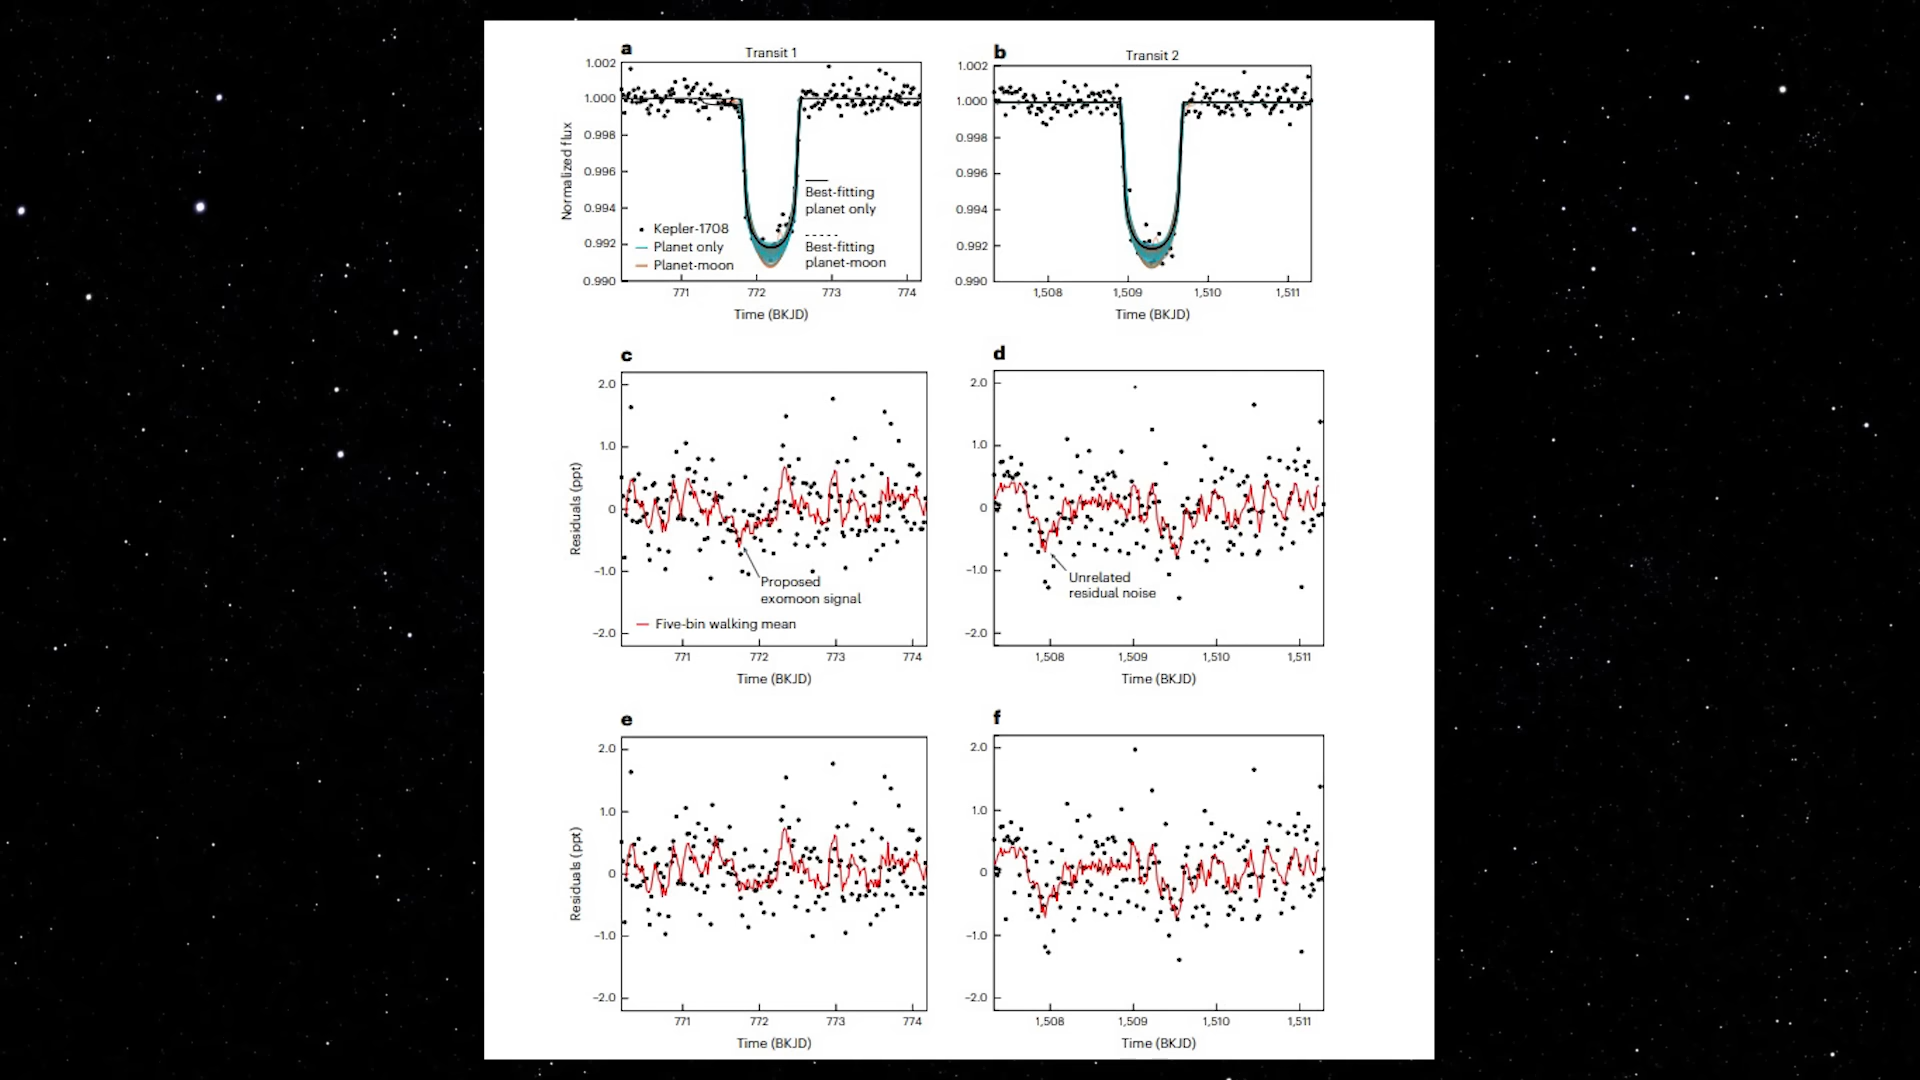 a
Transit 1
1.002
1.000
0.998
0.996
0.994
0.992
0.990
Normalized flux
Kepler-1708
Planet only
Planet-moon
Best-fitting
planet only
Best-fitting
planet-moon
771
772
773
774
Time (BKJD)
b
Transit 2
1.002
1.000
0.998
0.996
0.994
0.992
0.990
1,508
1,509
1,510
1,511
Time (BKJD)
c
2.0
1.0
0
–1.0
–2.0
Residuals (ppt)
Proposed
exomoon signal
Five-bin walking mean
771
772
773
774
Time (BKJD)
d
2.0
1.0
0
–1.0
–2.0
Unrelated
residual noise
1,508
1,509
1,510
1,511
Time (BKJD)
e
2.0
1.0
0
–1.0
–2.0
Residuals (ppt)
771
772
773
774
Time (BKJD)
f
2.0
1.0
0
–1.0
–2.0
1,508
1,509
1,510
1,511
Time (BKJD)